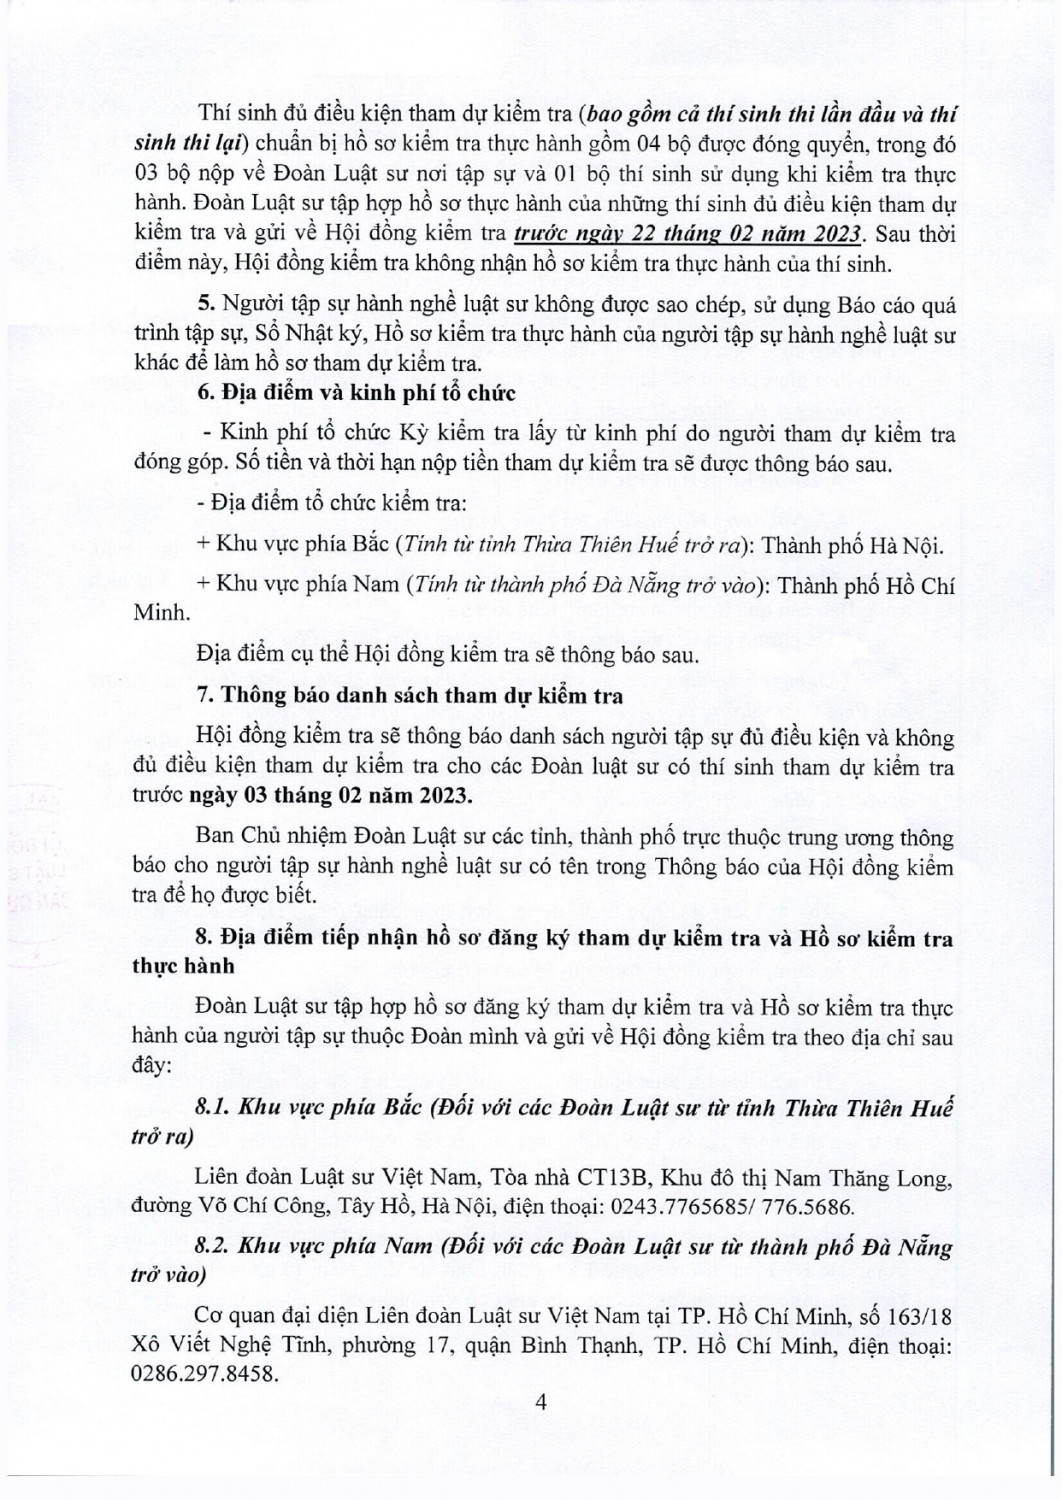 Thí sinh đủ điều kiện tham dự kiểm tra (bao gồm cả thí sinh thi lần đầu và thí
sinh thi lại) chuẩn bị hồ sơ kiểm tra thực hành gồm 04 bộ được đóng quyển, trong đó
03 bộ nộp về Đoàn Luật sư nơi tập sự và 01 bộ thí sinh sử dụng khi kiểm tra thực
hành. Đoàn Luật sư tập hợp hồ sơ thực hành của những thí sinh đủ điều kiện tham dự
kiểm tra và gửi về Hội đồng kiểm tra trước ngày 22 tháng 02 năm 2023. Sau thời
điểm này, Hội đồng kiểm tra không nhận hồ sơ kiểm tra thực hành của thí sinh.
5. Người tập sự hành nghề luật sư không được sao chép, sử dụng Báo cáo quá
trình tập sự, Sổ Nhật ký, Hồ sơ kiểm tra thực hành của người tập sự hành nghề luật sư
khác để làm hồ sơ tham dự kiểm tra.
6. Địa điểm và kinh phí tổ chức
- Kinh phí tổ chức Kỳ kiểm tra lấy từ kinh phí do người tham dự kiểm tra
đóng góp. Số tiền và thời hạn nộp tiền tham dự kiểm tra sẽ được thông báo sau.
- Địa điểm tổ chức kiểm tra:
+ Khu vực phía Bắc (Tính từ tỉnh Thừa Thiên Huế trở ra): Thành phố Hà Nội.
+ Khu vực phía Nam (Tính từ thành phố Đà Nẵng trở vào): Thành phố Hồ Chí
Minh.
Địa điểm cụ thể Hội đồng kiểm tra sẽ thông báo sau.
7. Thông báo danh sách tham dự kiểm tra
Hội đồng kiểm tra sẽ thông báo danh sách người tập sự đủ điều kiện và không
đủ điều kiện tham dự kiểm tra cho các Đoàn luật sư có thí sinh tham dự kiểm tra
trước ngày 03 tháng 02 năm 2023.
Ban Chủ nhiệm Đoàn Luật sư các tỉnh, thành phố trực thuộc trung ương thông
báo cho người tập sự hành nghề luật sư có tên trong Thông báo của Hội đồng kiểm
tra để họ được biết.
8. Địa điểm tiếp nhận hồ sơ đăng ký tham dự kiểm tra và Hồ sơ kiểm tra
thực hành
Đoàn Luật sư tập hợp hồ sơ đăng ký tham dự kiểm tra và Hồ sơ kiểm tra thực
hành của người tập sự thuộc Đoàn mình và gửi về Hội đồng kiểm tra theo địa chỉ sau
đây:
8.1. Khu vực phía Bắc (Đối với các Đoàn Luật sư từ tỉnh Thừa Thiên Huế
trở ra)
Liên đoàn Luật sư Việt Nam, Tòa nhà CT13B, Khu đô thị Nam Thăng Long,
đường Võ Chí Công, Tây Hồ, Hà Nội, điện thoại: 0243.7765685/ 776.5686.
8.2. Khu vực phía Nam (Đối với các Đoàn Luật sư từ thành phố Đà Nẵng
trở vào)
Cơ quan đại diện Liên đoàn Luật sư Việt Nam tại TP. Hồ Chí Minh, số 163/18
Xô Viết Nghệ Tĩnh, phường 17, quận Bình Thạnh, TP. Hồ Chí Minh, điện thoại:
0286.297.8458.
4